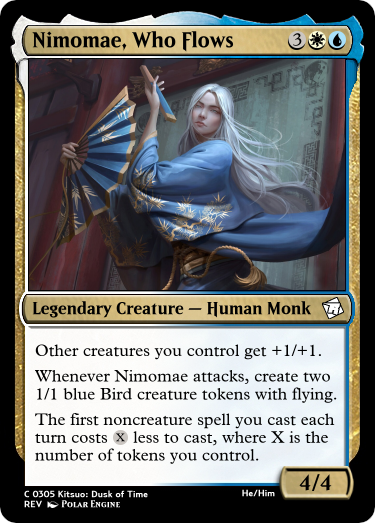 Nimomae, Who Flows 3
Legendary Creature — Human Monk
Other creatures you control get +1/+1.
Whenever Nimomae attacks, create two
1/1 blue Bird creature tokens with flying.
The first noncreature spell you cast each
turn costs X less to cast, where X is the
number of tokens you control.
4/4
C 0305 Kitsuo: Dusk of Time He/Him
REV Polar Engine